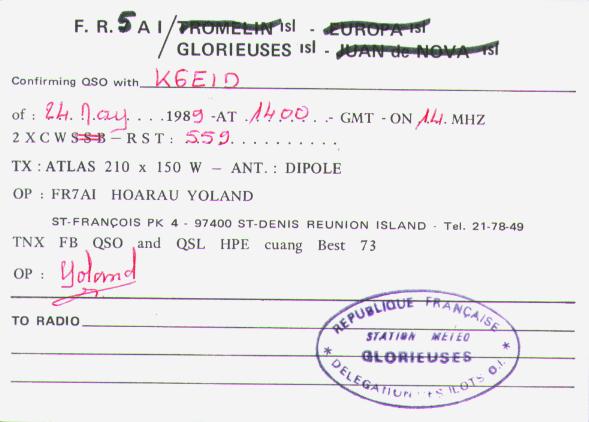 F. R. 5 A I / TROMELIN isl - EUROPA isl
GLORIEUSES isl - JUAN de NOVA isl
Confirming QSO with K6EID
of : 24. May. . . . 1989 - AT . 1400 . . - GMT - ON 14. MHZ
2 X C W S S B - R S T : 559. . . . . . . . . .
TX : ATLAS 210 x 150 W - ANT. : DIPOLE
OP : FR7AI HOARAU YOLAND
ST-FRANÇOIS PK 4 - 97400 ST-DENIS REUNION ISLAND - Tel. 21-78-49
TNX FB QSO and QSL HPE cuang Best 73
OP : Yoland
TO RADIO
REPUBLIQUE FRANÇAISE
STATION METEO
GLORIEUSES
* DELEGATION DES ILOTS O.I. *